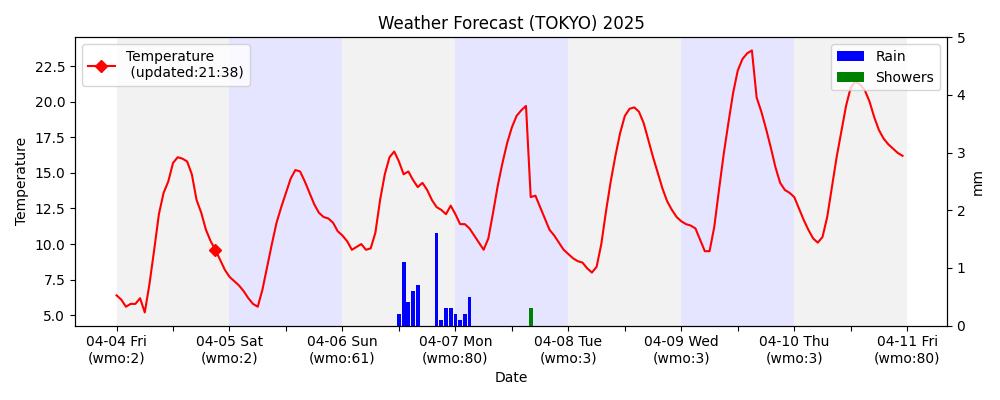 Weather Forecast (TOKYO) 2025
Temperature
(updated:21:38)
Rain
Showers
Temperature
22.5
20.0
17.5
15.0
12.5
10.0
7.5
5.0
5
4
3
2
1
0
mm
04-04 Fri
(wmo:2)
04-05 Sat
(wmo:2)
04-06 Sun
(wmo:61)
04-07 Mon
(wmo:80)
04-08 Tue
(wmo:3)
04-09 Wed
(wmo:3)
04-10 Thu
(wmo:3)
04-11 Fri
(wmo:80)
Date